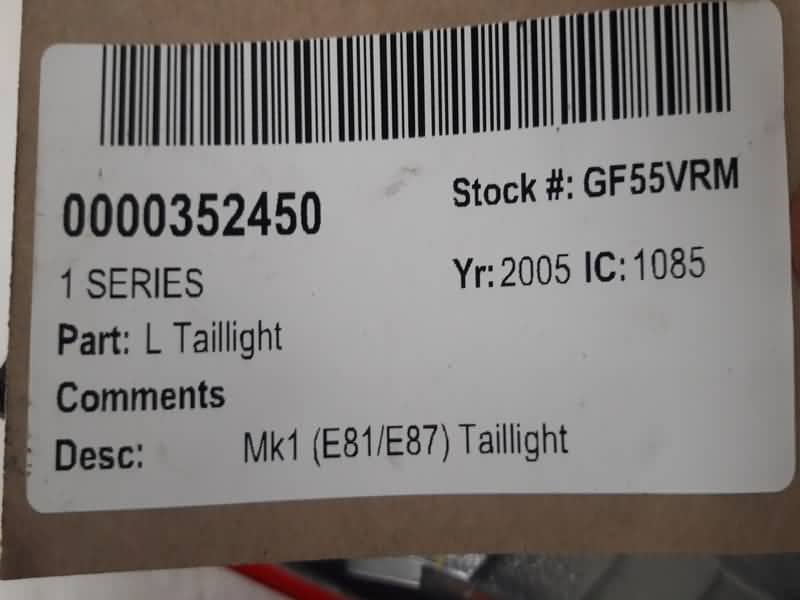 0000352450
Stock #: GF55VRM
1 SERIES
Yr: 2005 IC: 1085
Part: L Taillight
Comments
Desc: Mk1 (E81/E87) Taillight